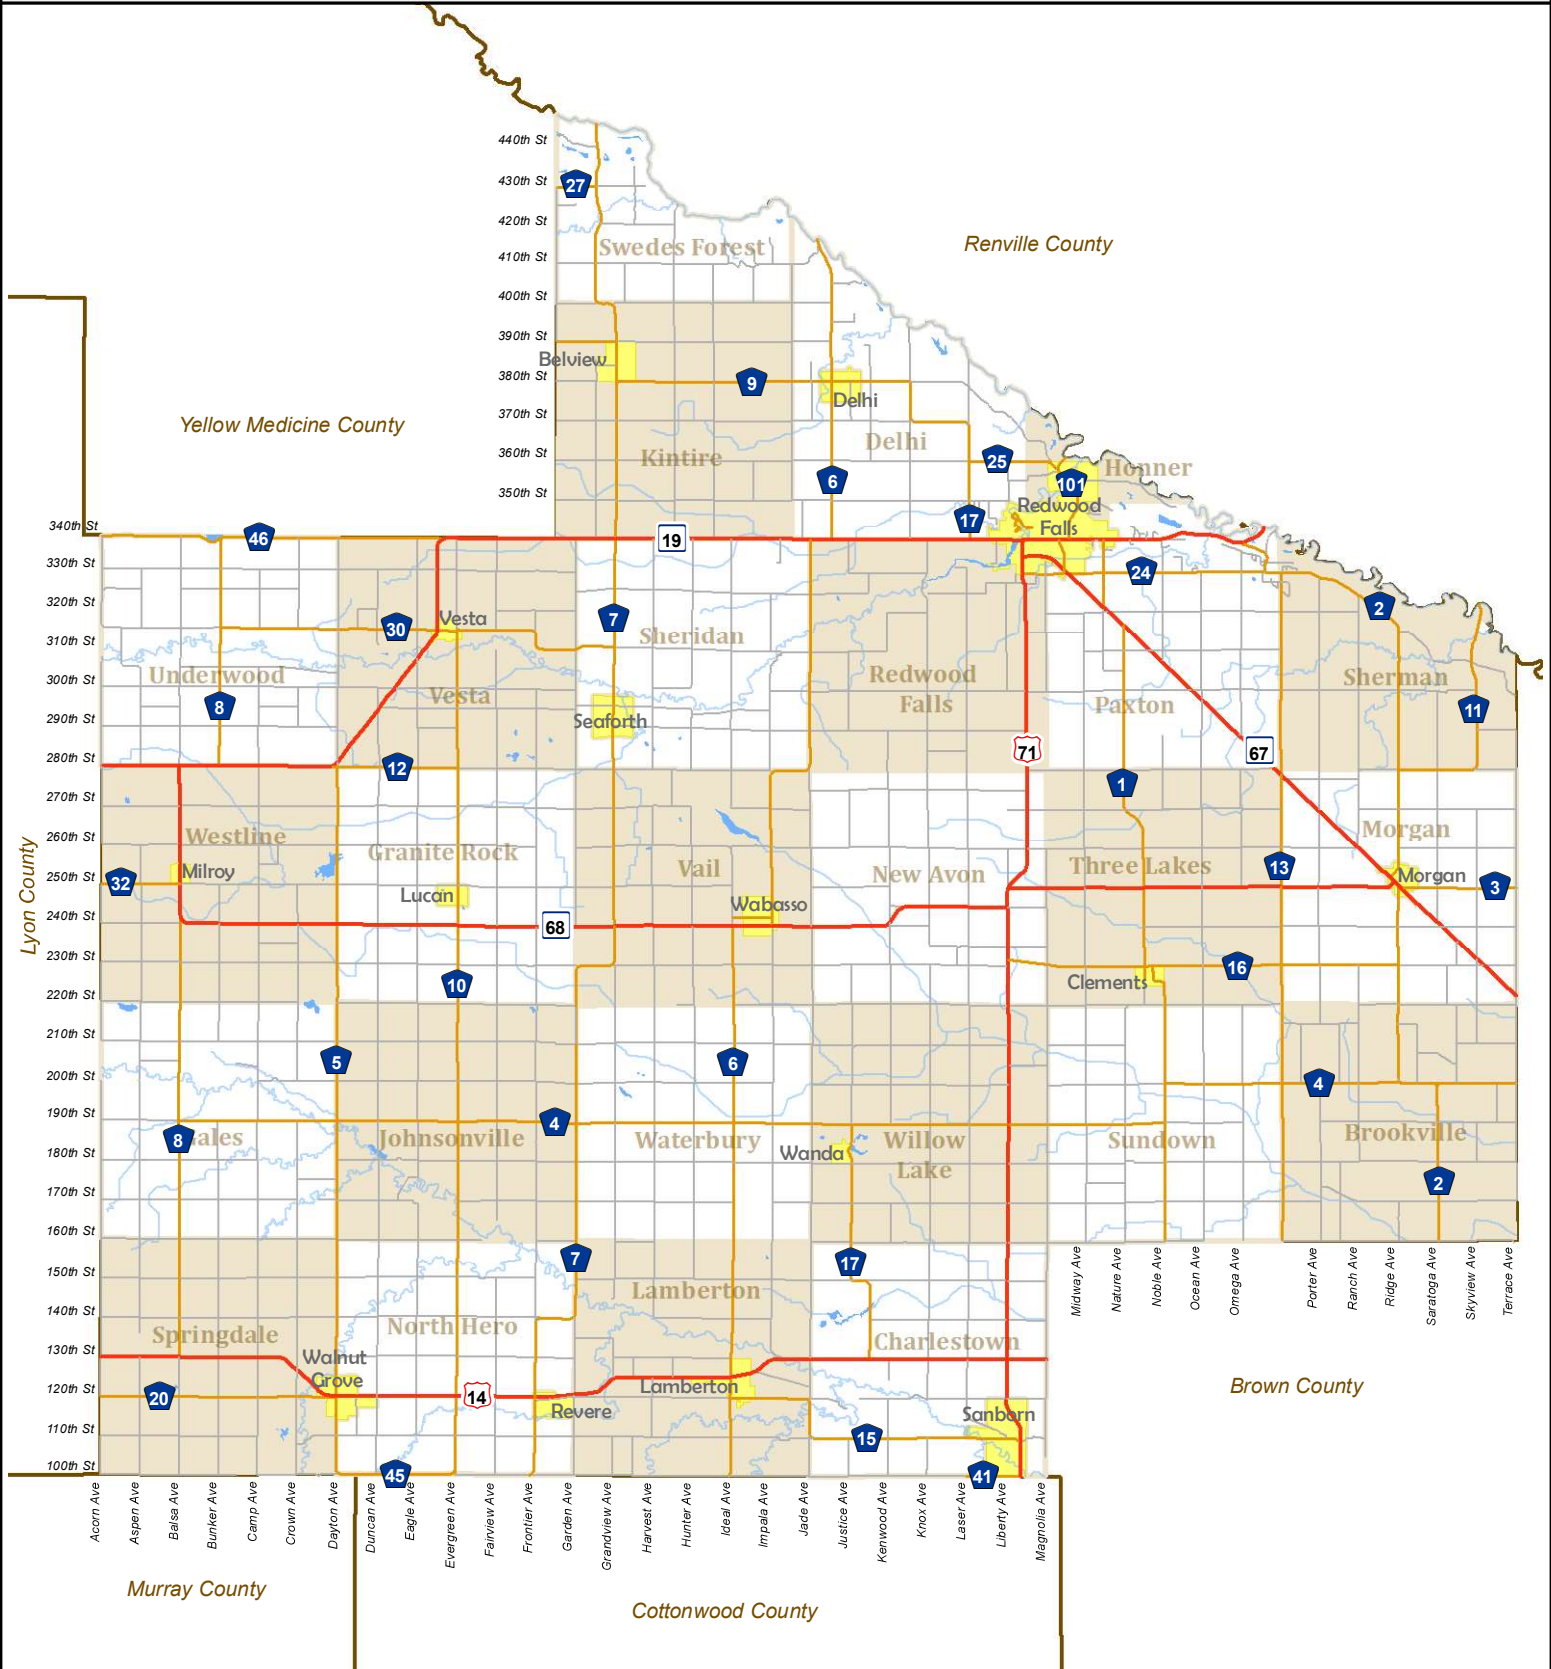 440th St
430th St
27
420th St
Swedes Forest
Renville County
410th St
400th St
390th St
Belview
380th St
9
Delhi
370th St
Yellow Medicine County
Delhi
360th St
Kintire
25
Honner
6
101
350th St
Redwood
Falls
17
340th St
46
19
330th St
24
320th St
2
30
Vesta
7
310th St
Sheridan
Underwood
300th St
Redwood
Falls
Sherman
Vesta
Paxton
8
290th St
Seaforth
11
280th St
71
67
12
1
270th St
260th St
Westline
Morgan
Granite Rock
Lyon County
Milroy
250th St
32
Vail
New Avon
Three Lakes
13
Morgan
3
Lucan
Wabasso
240th St
68
230th St
16
Clements
10
220th St
210th St
5
6
200th St
4
190th St
4
8
ales
Johnsonville
Waterbury
Willow
Lake
Sundown
Brookville
180th St
Wanda
2
170th St
160th St
7
17
150th St
Midway Ave
Nature Ave
Noble Ave
Ocean Ave
Omega Ave
Porter Ave
Ranch Ave
Ridge Ave
Saratoga Ave
Skyview Ave
Terrace Ave
Lamberton
140th St
North Hero
Springdale
Charlestown
130th St
Walnut
Grove
120th St
20
14
Lamberton
Brown County
Revere
Sanborn
110th St
15
100th St
45
41
Acorn Ave
Aspen Ave
Balsa Ave
Bunker Ave
Camp Ave
Crown Ave
Dayton Ave
Duncan Ave
Eagle Ave
Evergreen Ave
Fairview Ave
Frontier Ave
Garden Ave
Grandview Ave
Harvest Ave
Hunter Ave
Ideal Ave
Impala Ave
Jade Ave
Justice Ave
Kenwood Ave
Knox Ave
Laser Ave
Liberty Ave
Magnolia Ave
Murray County
Cottonwood County